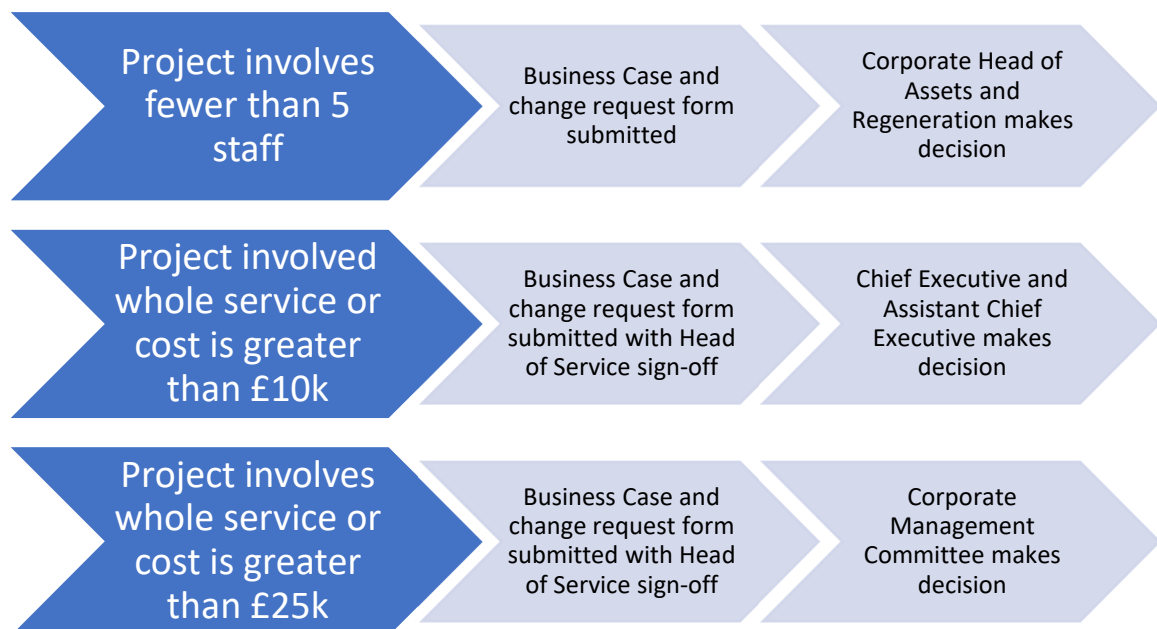 Project involves
fewer than 5
staff
Business Case and
change request form
submitted
Corporate Head of
Assets and
Regeneration makes
decision
Project involved
whole service or
cost is greater
than £10k
Business Case and
change request form
submitted with Head
of Service sign-off
Chief Executive and
Assistant Chief
Executive makes
decision
Project involves
whole service or
cost is greater
than £25k
Business Case and
change request form
submitted with Head
of Service sign-off
Corporate
Management
Committee makes
decision